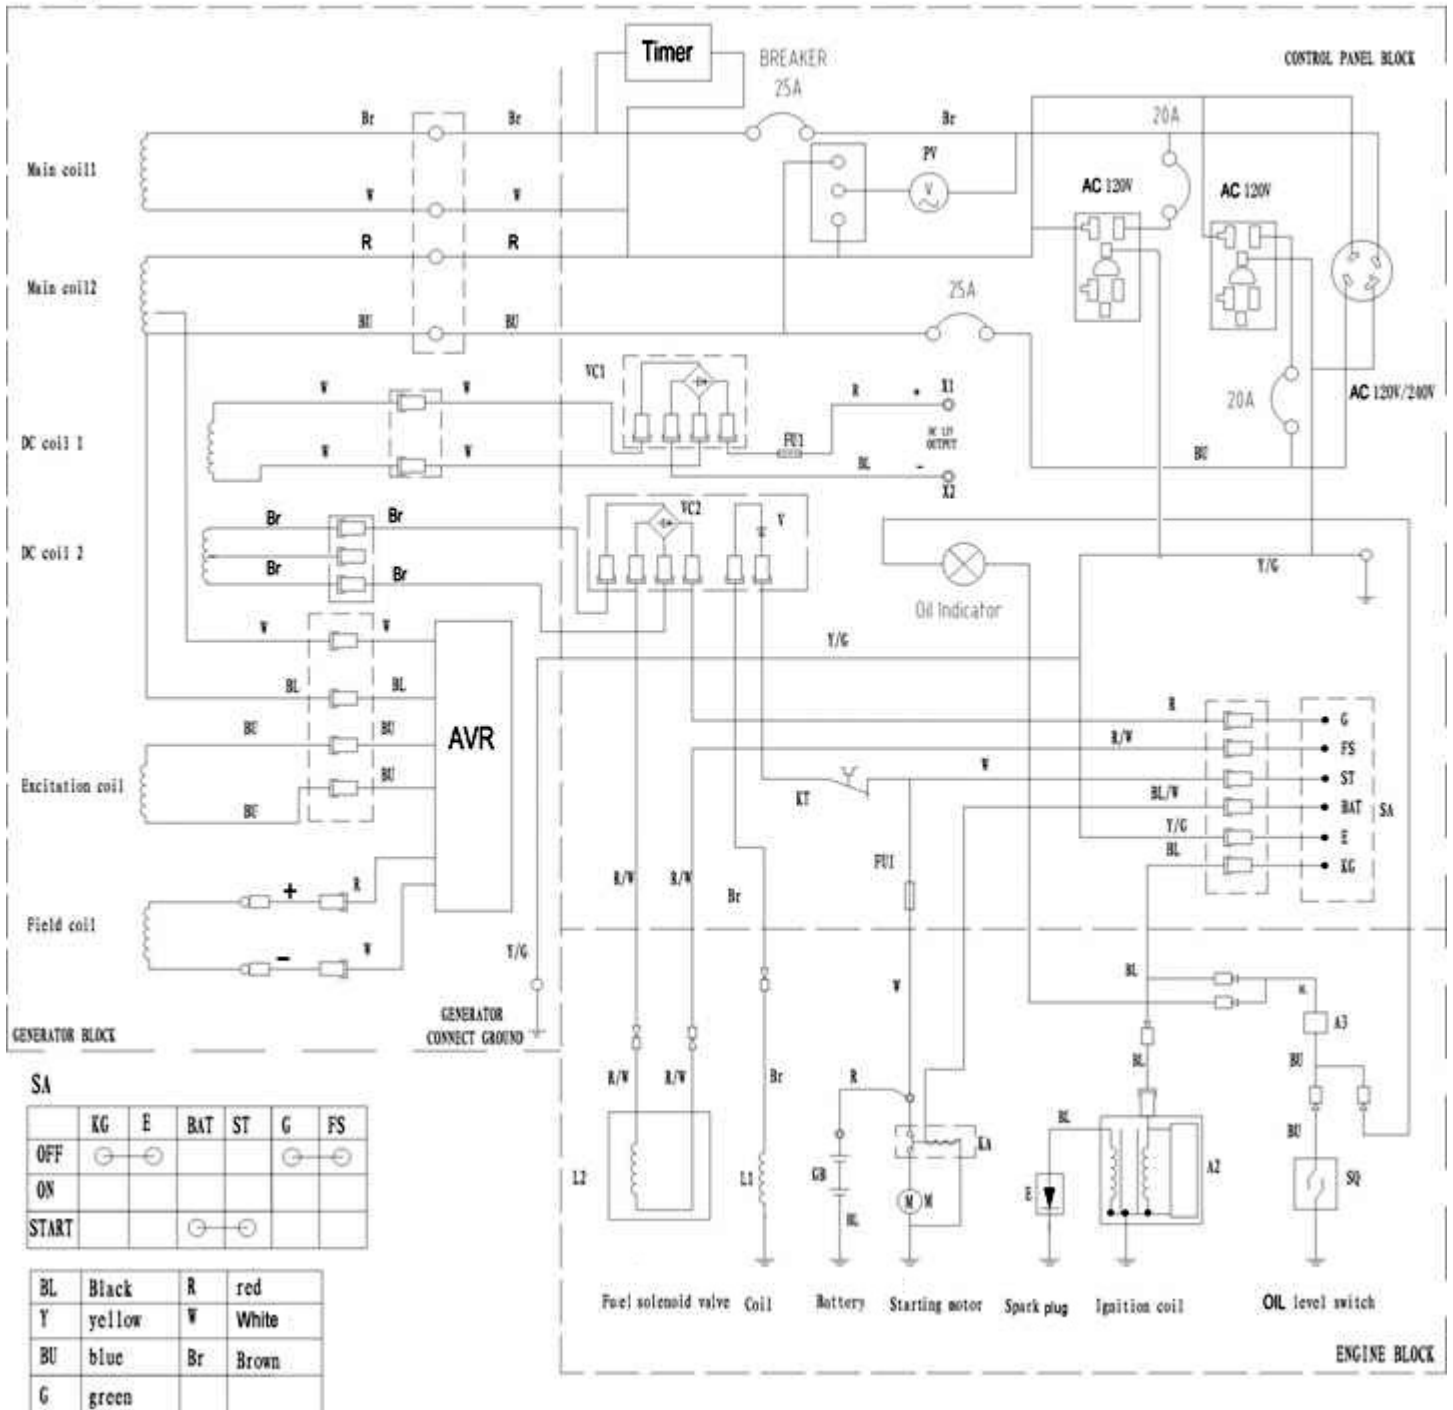 Timer
BREAKER
25A
CONTROL PANEL BLOCK
Br
Br
Br
20A
Main coil1
PV
V
AC 120V
AC 120V
W
W
R
R
Main coil2
25A
BU
BU
VC1
W
W
R
+
X1
AC 120V/240V
20A
DC coil 1
FU1
OUTPUT
W
W
BL
-
X2
BU
Br
Br
VC2
V
DC coil 2
Br
Br
Y/G
Oil Indicator
W
W
Y/G
BL
BL
AVR
BU
BU
R
G
R/W
FS
W
ST
Excitation coil
BU
BU
KT
BL/W
BAT
SA
Y/G
E
BL
KG
FU1
R/W
R/W
Br
+
R
Field coil
-
W
Y/G
BL
W
GENERATOR BLOCK
GENERATOR
CONNECT GROUND
A3
BL
BU
R/W
R/W
Br
R
SA
KG
E
BAT
ST
G
FS
OFF
ON
START
BL
BU
KA
L2
L1
GB
M
M
A2
SQ
BL
Fuel solenoid valve
Coil
Battery
Starting motor
Spark plug
Ignition coil
OIL level switch
ENGINE BLOCK
BL Black R red
Y yellow W White
BU blue Br Brown
G green